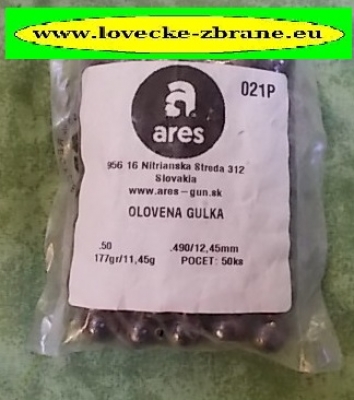 www.lovecke-zbrane.eu
021P
ares
956 16 Nitrianska Streda 312
Slovakia
www.ares-gun.sk
OLOVENA GULKA
.50 .490/12,45mm
177gr/11,45g POCET: 50ks